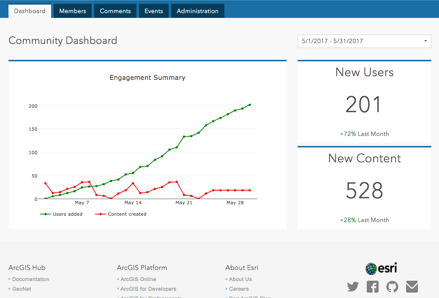 Dashboard Members Comments Events Administration
Community Dashboard
5/1/2017 - 5/31/2017
Engagement Summary
200
150
100
50
0
May 7 May 14 May 21 May 28
Users added Content created
New Users
201
+72% Last Month
New Content
528
+28% Last Month
ArcGIS Hub
Documentation
GeoNet
ArcGIS Platform
ArcGIS Online
ArcGIS for Developers
About Esri
About Us
Careers
esri